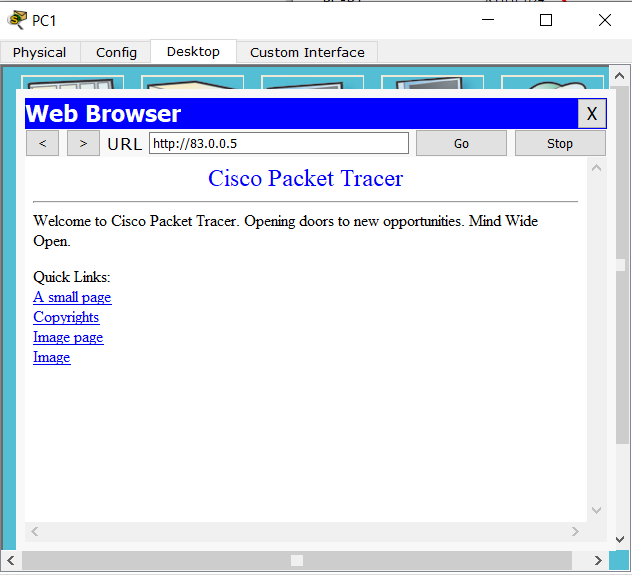 PC1
Physical Config Desktop Custom Interface
Web Browser X
< > URL http://83.0.0.5 Go Stop
Cisco Packet Tracer
Welcome to Cisco Packet Tracer. Opening doors to new opportunities. Mind Wide
Open.
Quick Links:
A small page
Copyrights
Image page
Image